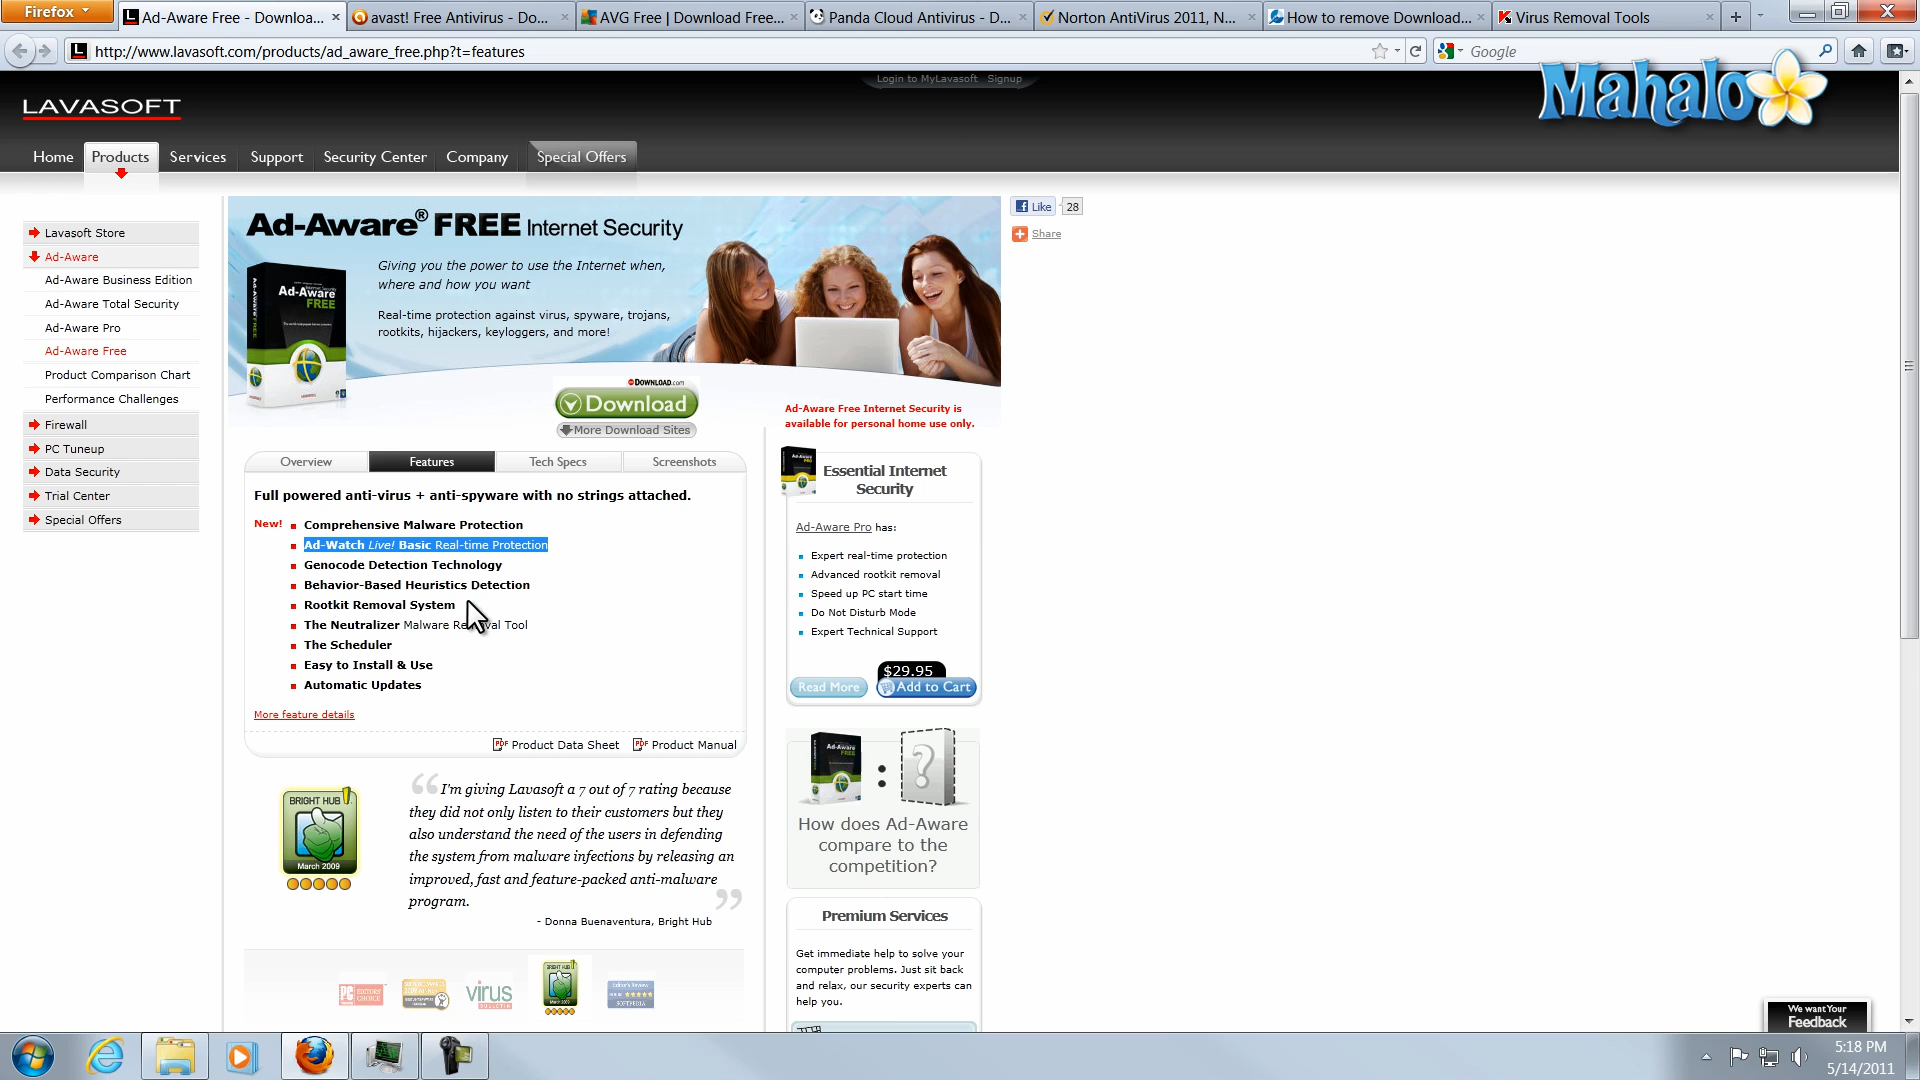 Firefox
Ad-Aware Free - Downloa...
avast! Free Antivirus - Do...
AVG Free | Download Free...
Panda Cloud Antivirus - D...
Norton AntiVirus 2011, N...
How to remove Download...
Virus Removal Tools
http://www.lavasoft.com/products/ad_aware_free.php?t=features
Google
Mahalo
Login to MyLavasoft Signup
LAVASOFT
Home
Products
Services
Support
Security Center
Company
Special Offers
Lavasoft Store
Ad-Aware
Ad-Aware Business Edition
Ad-Aware Total Security
Ad-Aware Pro
Ad-Aware Free
Product Comparison Chart
Performance Challenges
Firewall
PC Tuneup
Data Security
Trial Center
Special Offers
Ad-Aware® FREE Internet Security
Giving you the power to use the Internet when,
where and how you want
Real-time protection against virus, spyware, trojans,
rootkits, hijackers, keyloggers, and more!
Ad-Aware
FREE
DOWNLOAD.com
Download
More Download Sites
Ad-Aware Free Internet Security is
available for personal home use only.
Like 28
Share
Overview
Features
Tech Specs
Screenshots
Full powered anti-virus + anti-spyware with no strings attached.
New! Comprehensive Malware Protection
Ad-Watch Live! Basic Real-time Protection
Genocode Detection Technology
Behavior-Based Heuristics Detection
Rootkit Removal System
The Neutralizer Malware Removal Tool
The Scheduler
Easy to Install & Use
Automatic Updates
More feature details
Product Data Sheet
Product Manual
Essential Internet
Security
Ad-Aware Pro has:
Expert real-time protection
Advanced rootkit removal
Speed up PC start time
Do Not Disturb Mode
Expert Technical Support
$29.95
Read More
Add to Cart
BRIGHT HUB
March 2009
“I'm giving Lavasoft a 7 out of 7 rating because
they did not only listen to their customers but they
also understand the need of the users in defending
the system from malware infections by releasing an
improved, fast and feature-packed anti-malware
program.”
- Donna Buenaventura, Bright Hub
Ad-Aware
FREE
How does Ad-Aware
compare to the
competition?
Premium Services
Get immediate help to solve your
computer problems. Just sit back
and relax, our security experts can
help you.
virus
BULLETIN
BRIGHT HUB
March 2009
We want Your
Feedback
5:18 PM
5/14/2011